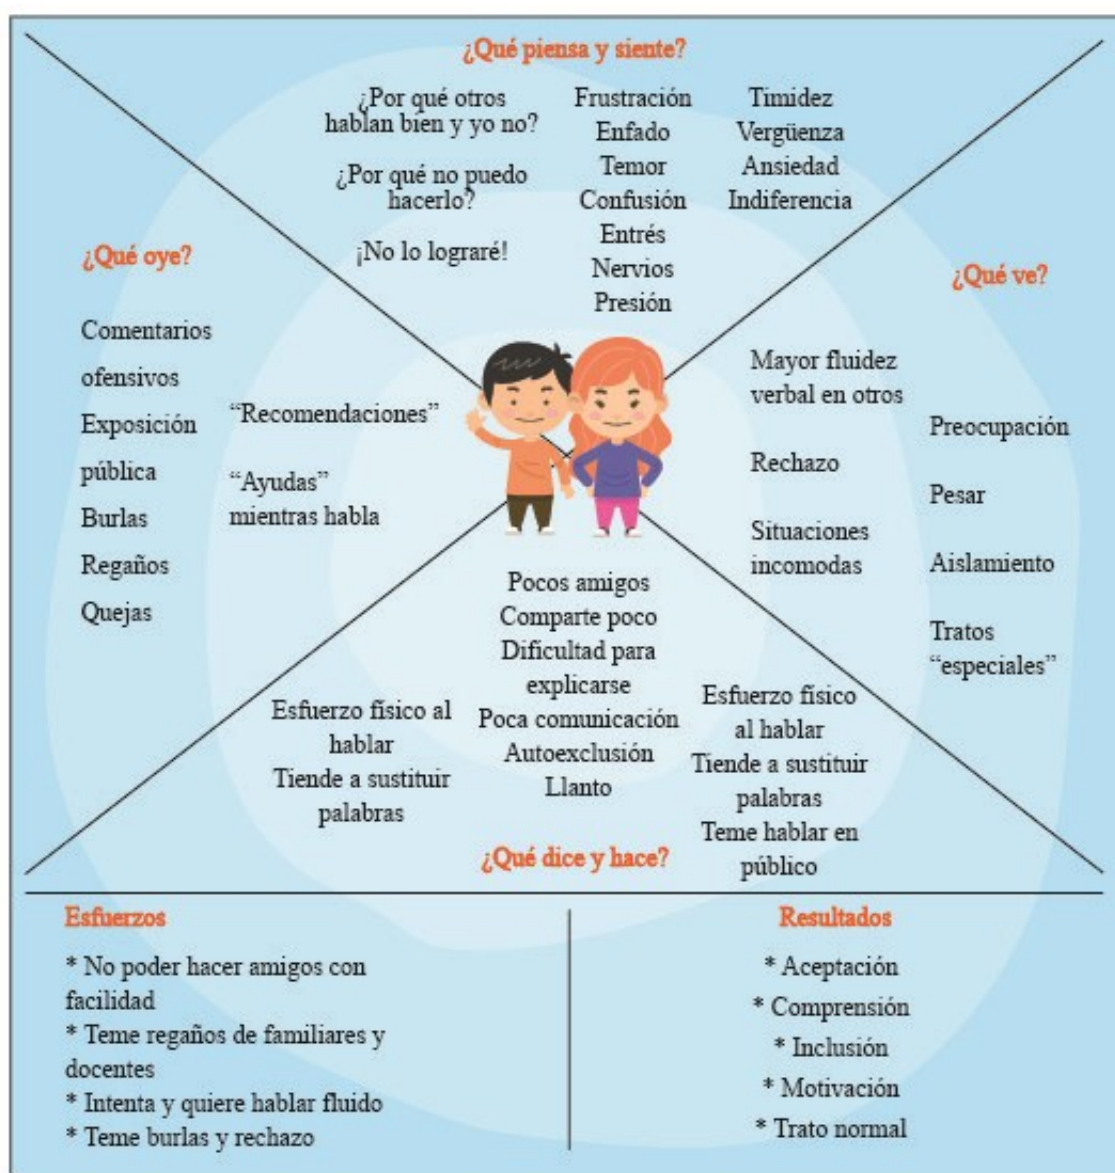 ¿Qué piensa y siente?
¿Por qué otros
hablan bien y yo no?
¿Por qué no puedo
hacerlo?
¡No lo lograré!
Frustración
Enfado
Temor
Confusión
Entrés
Nervios
Presión
Timidez
Vergüenza
Ansiedad
Indiferencia
¿Qué oye?
Comentarios
ofensivos
Exposición
pública
Burlas
Regaños
Quejas
“Recomendaciones”
“Ayudas”
mientras habla
¿Qué ve?
Mayor fluidez
verbal en otros
Rechazo
Situaciones
incomodas
Preocupación
Pesar
Aislamiento
Tratos
“especiales”
Esfuerzo físico al
hablar
Tiende a sustituir
palabras
Pocos amigos
Comparte poco
Dificultad para
explicarse
Poca comunicación
Autoexclusión
Llanto
Esfuerzo físico
al hablar
Tiende a sustituir
palabras
Teme hablar en
público
¿Qué dice y hace?
Esfuerzos
* No poder hacer amigos con
facilidad
* Teme regaños de familiares y
docentes
* Intenta y quiere hablar fluido
* Teme burlas y rechazo
Resultados
* Aceptación
* Comprensión
* Inclusión
* Motivación
* Trato normal